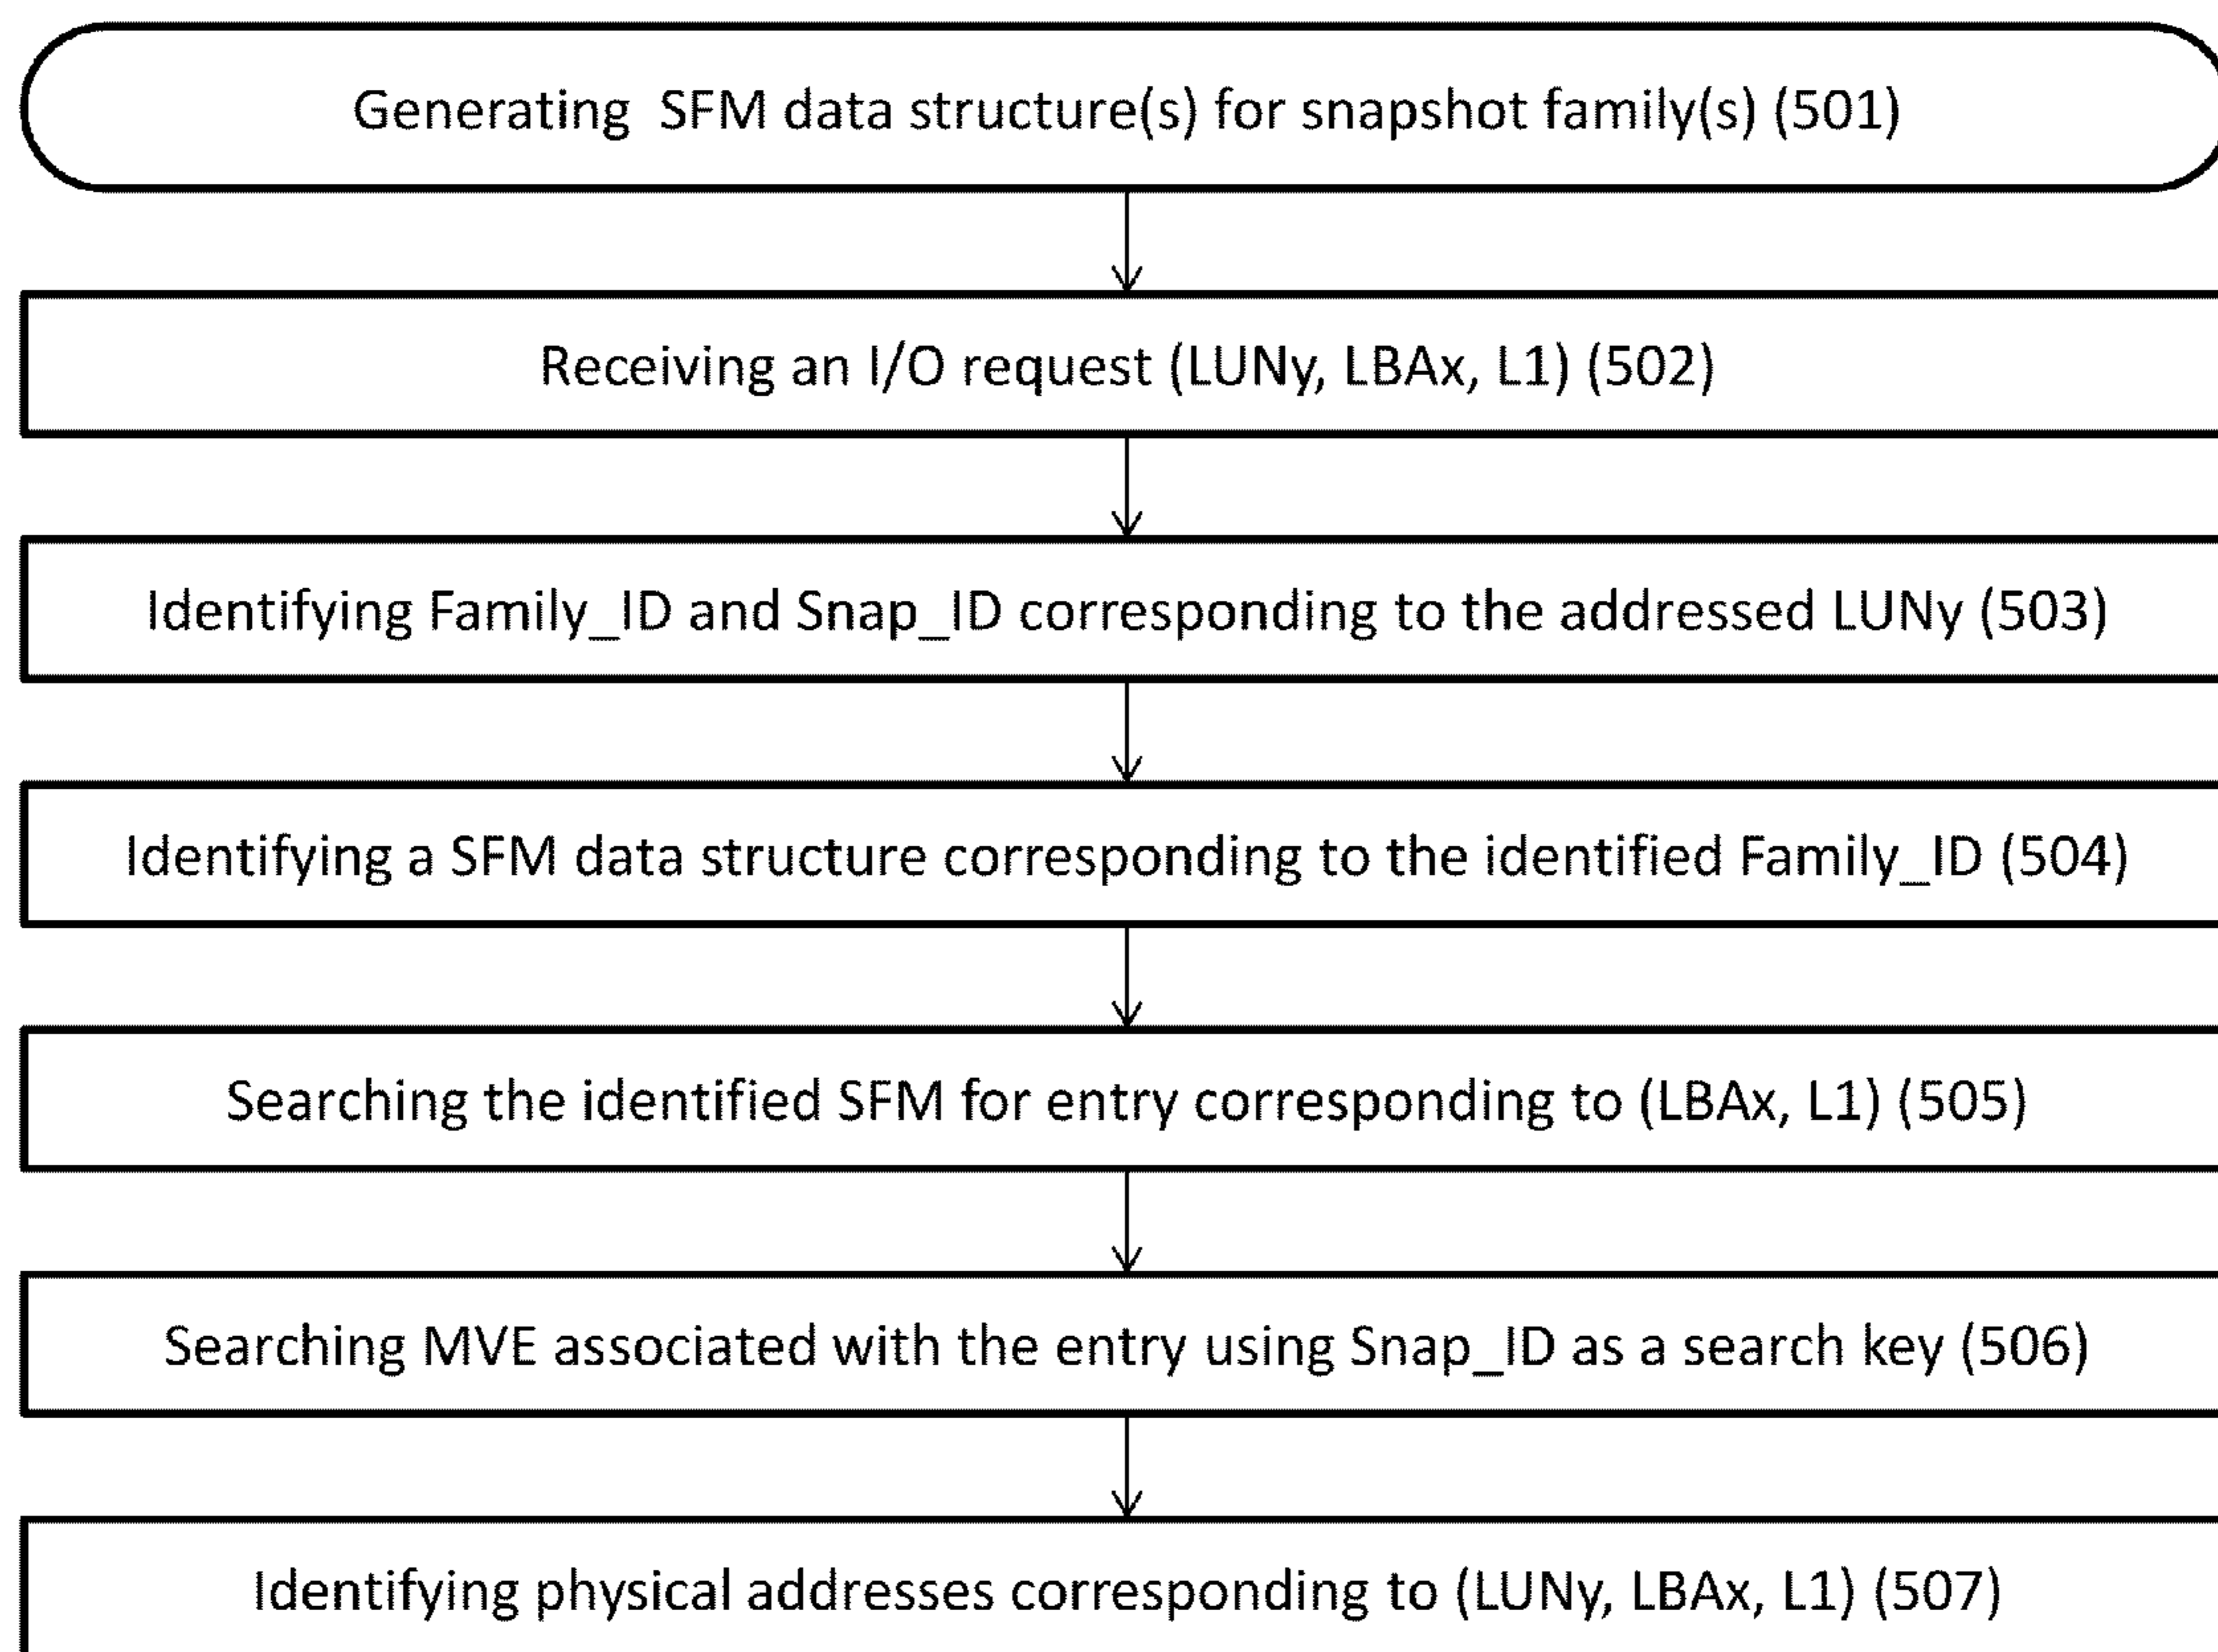 Generating SFM data structure(s) for snapshot family(s) (501)
Receiving an I/O request (LUNy, LBAx, L1) (502)
Identifying Family_ID and Snap_ID corresponding to the addressed LUNy (503)
Identifying a SFM data structure corresponding to the identified Family_ID (504)
Searching the identified SFM for entry corresponding to (LBAx, L1) (505)
Searching MVE associated with the entry using Snap_ID as a search key (506)
Identifying physical addresses corresponding to (LUNy, LBAx, L1) (507)